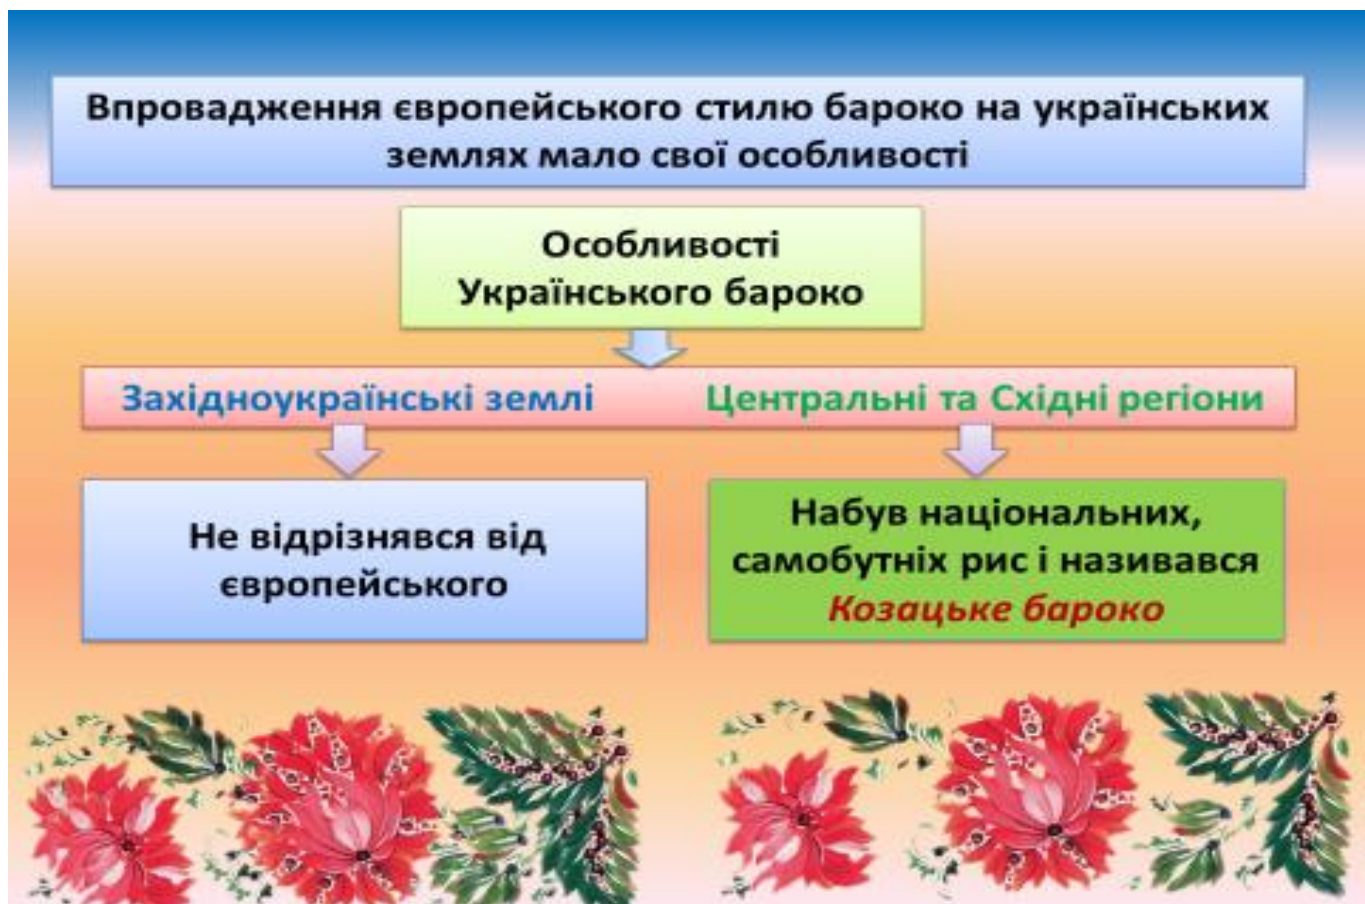 Впровадження європейського стилю бароко на українських
землях мало свої особливості
Особливості
Українського бароко
Західноукраїнські землі
Центральні та Східні регіони
Не відрізнявся від
європейського
Набув національних,
самобутніх рис і називався
Козацьке бароко